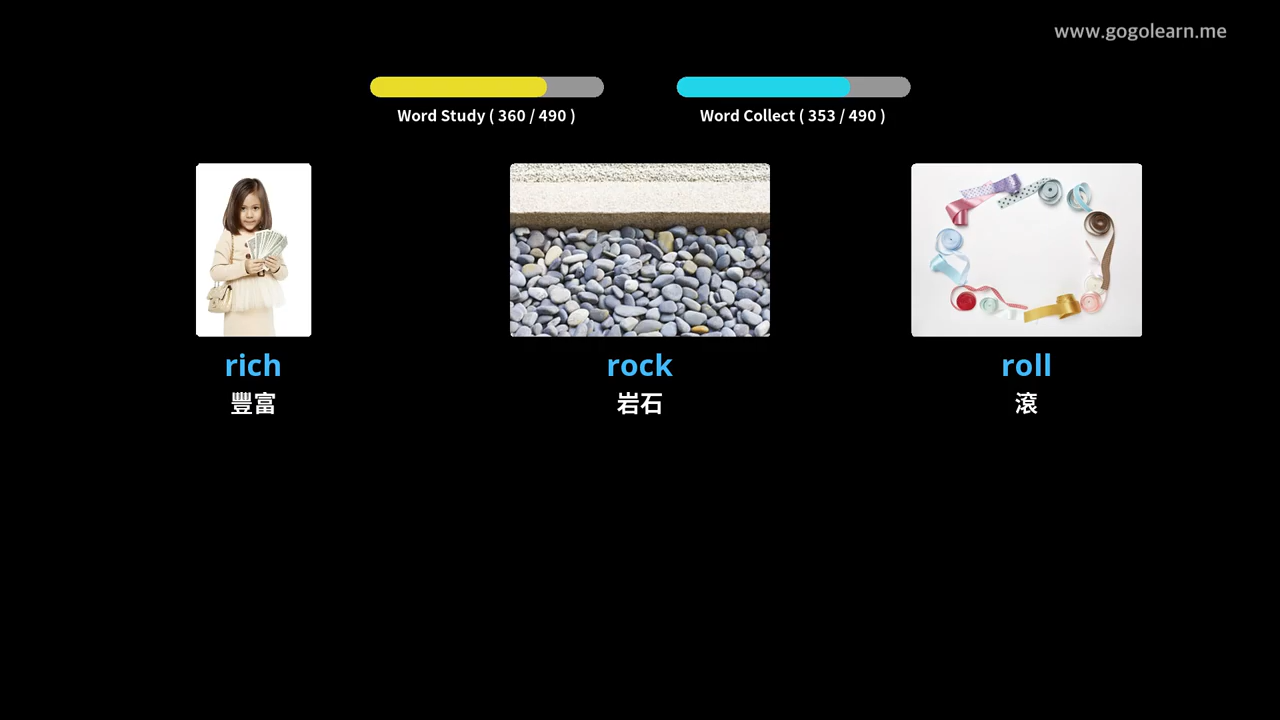 www.gogolearn.me
Word Study ( 360 / 490 )
Word Collect ( 353 / 490 )
rich
豐富
rock
岩石
roll
滾